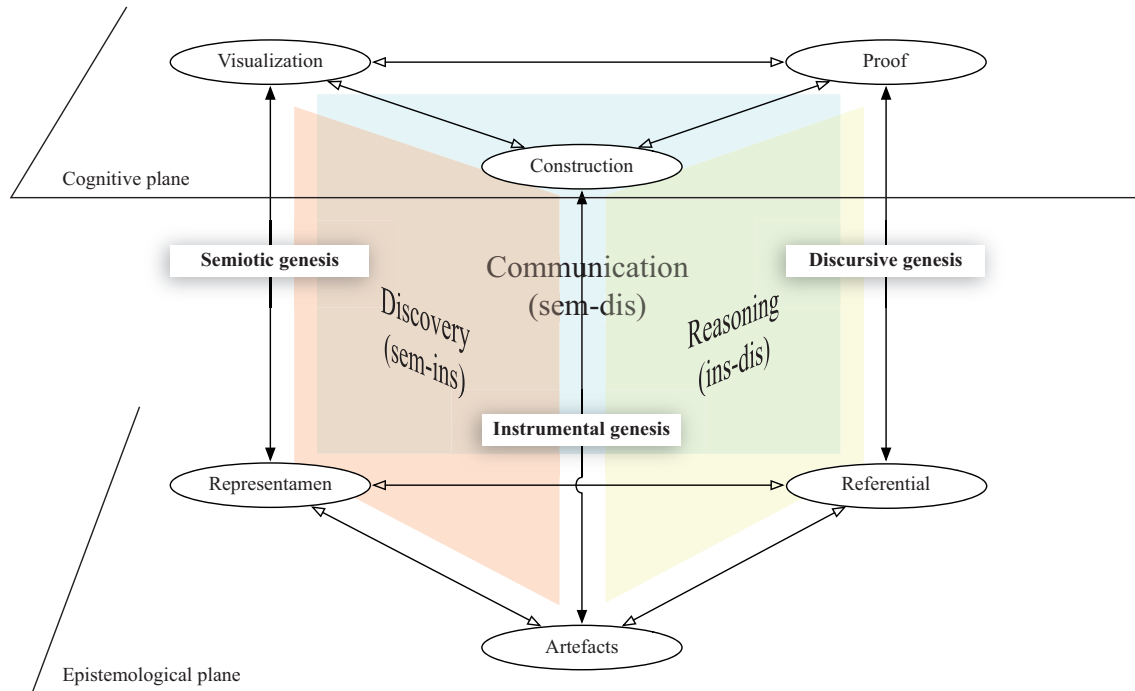 Visualization
Proof
Construction
Cognitive plane
Semiotic genesis
Discursive genesis
Communication
(sem-dis)
Discovery
(sem-ins)
Reasoning
(ins-dis)
Instrumental genesis
Representamen
Referential
Artefacts
Epistemological plane